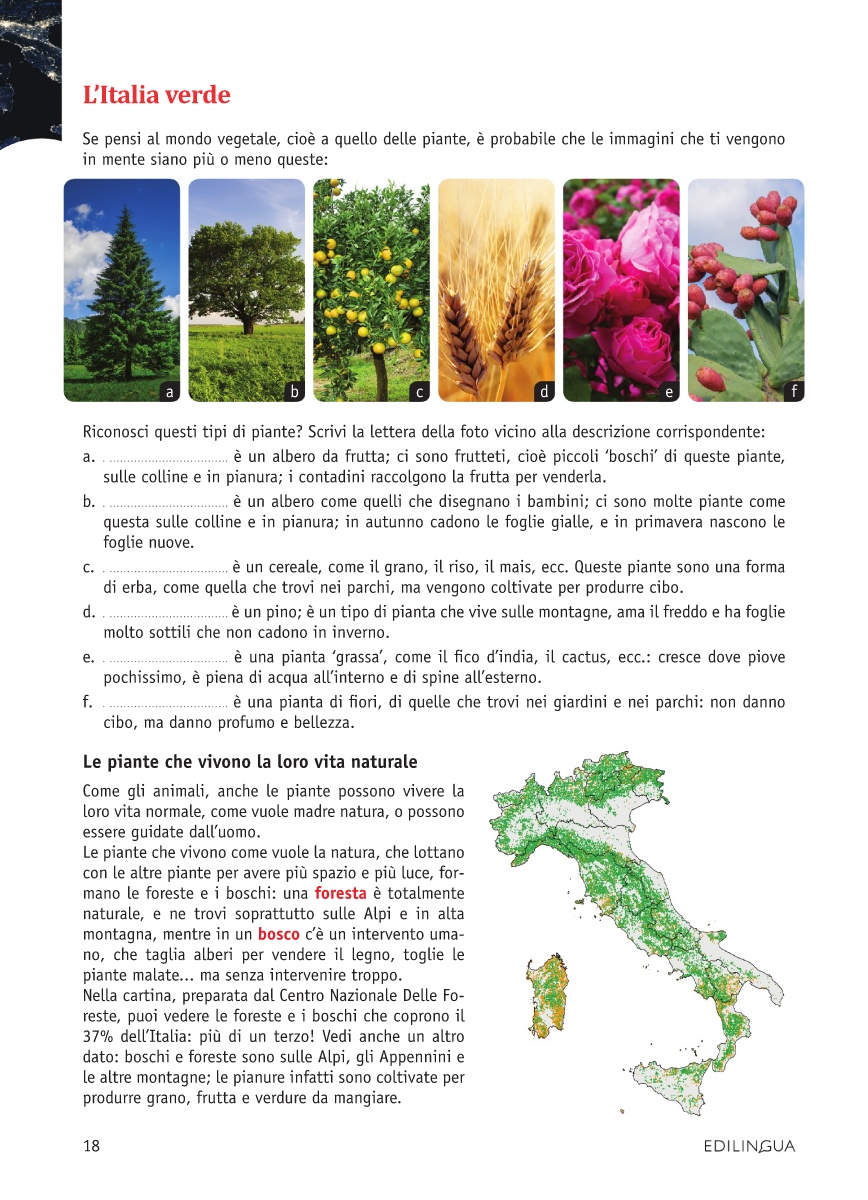 L'Italia verde
Se pensi al mondo vegetale, cioè a quello delle piante, è probabile che le immagini che ti vengono
in mente siano più o meno queste:
a
b
c
d
e
f
Riconosci questi tipi di piante? Scrivi la lettera della foto vicino alla descrizione corrispondente:
a. ................................ è un albero da frutta; ci sono frutteti, cioè piccoli ‘boschi’ di queste piante,
sulle colline e in pianura; i contadini raccolgono la frutta per venderla.
b. ................................ è un albero come quelli che disegnano i bambini; ci sono molte piante come
questa sulle colline e in pianura; in autunno cadono le foglie gialle, e in primavera nascono le
foglie nuove.
c. ................................ è un cereale, come il grano, il riso, il mais, ecc. Queste piante sono una forma
di erba, come quella che trovi nei parchi, ma vengono coltivate per produrre cibo.
d. ................................ è un pino; è un tipo di pianta che vive sulle montagne, ama il freddo e ha foglie
molto sottili che non cadono in inverno.
e. ................................ è una pianta ‘grassa’, come il fico d'india, il cactus, ecc.: cresce dove piove
pochissimo, è piena di acqua all'interno e di spine all'esterno.
f. ................................ è una pianta di fiori, di quelle che trovi nei giardini e nei parchi: non danno
cibo, ma danno profumo e bellezza.
Le piante che vivono la loro vita naturale
Come gli animali, anche le piante possono vivere la
loro vita normale, come vuole madre natura, o possono
essere guidate dall'uomo.
Le piante che vivono come vuole la natura, che lottano
con le altre piante per avere più spazio e più luce, for-
mano le foreste e i boschi: una foresta è totalmente
naturale, e ne trovi soprattutto sulle Alpi e in alta
montagna, mentre in un bosco c'è un intervento uma-
no, che taglia alberi per vendere il legno, toglie le
piante malate... ma senza intervenire troppo.
Nella cartina, preparata dal Centro Nazionale Delle Fo-
reste, puoi vedere le foreste e i boschi che coprono il
37% dell'Italia: più di un terzo! Vedi anche un altro
dato: boschi e foreste sono sulle Alpi, gli Appennini e
le altre montagne; le pianure infatti sono coltivate per
produrre grano, frutta e verdure da mangiare.
18
EDILINGUA